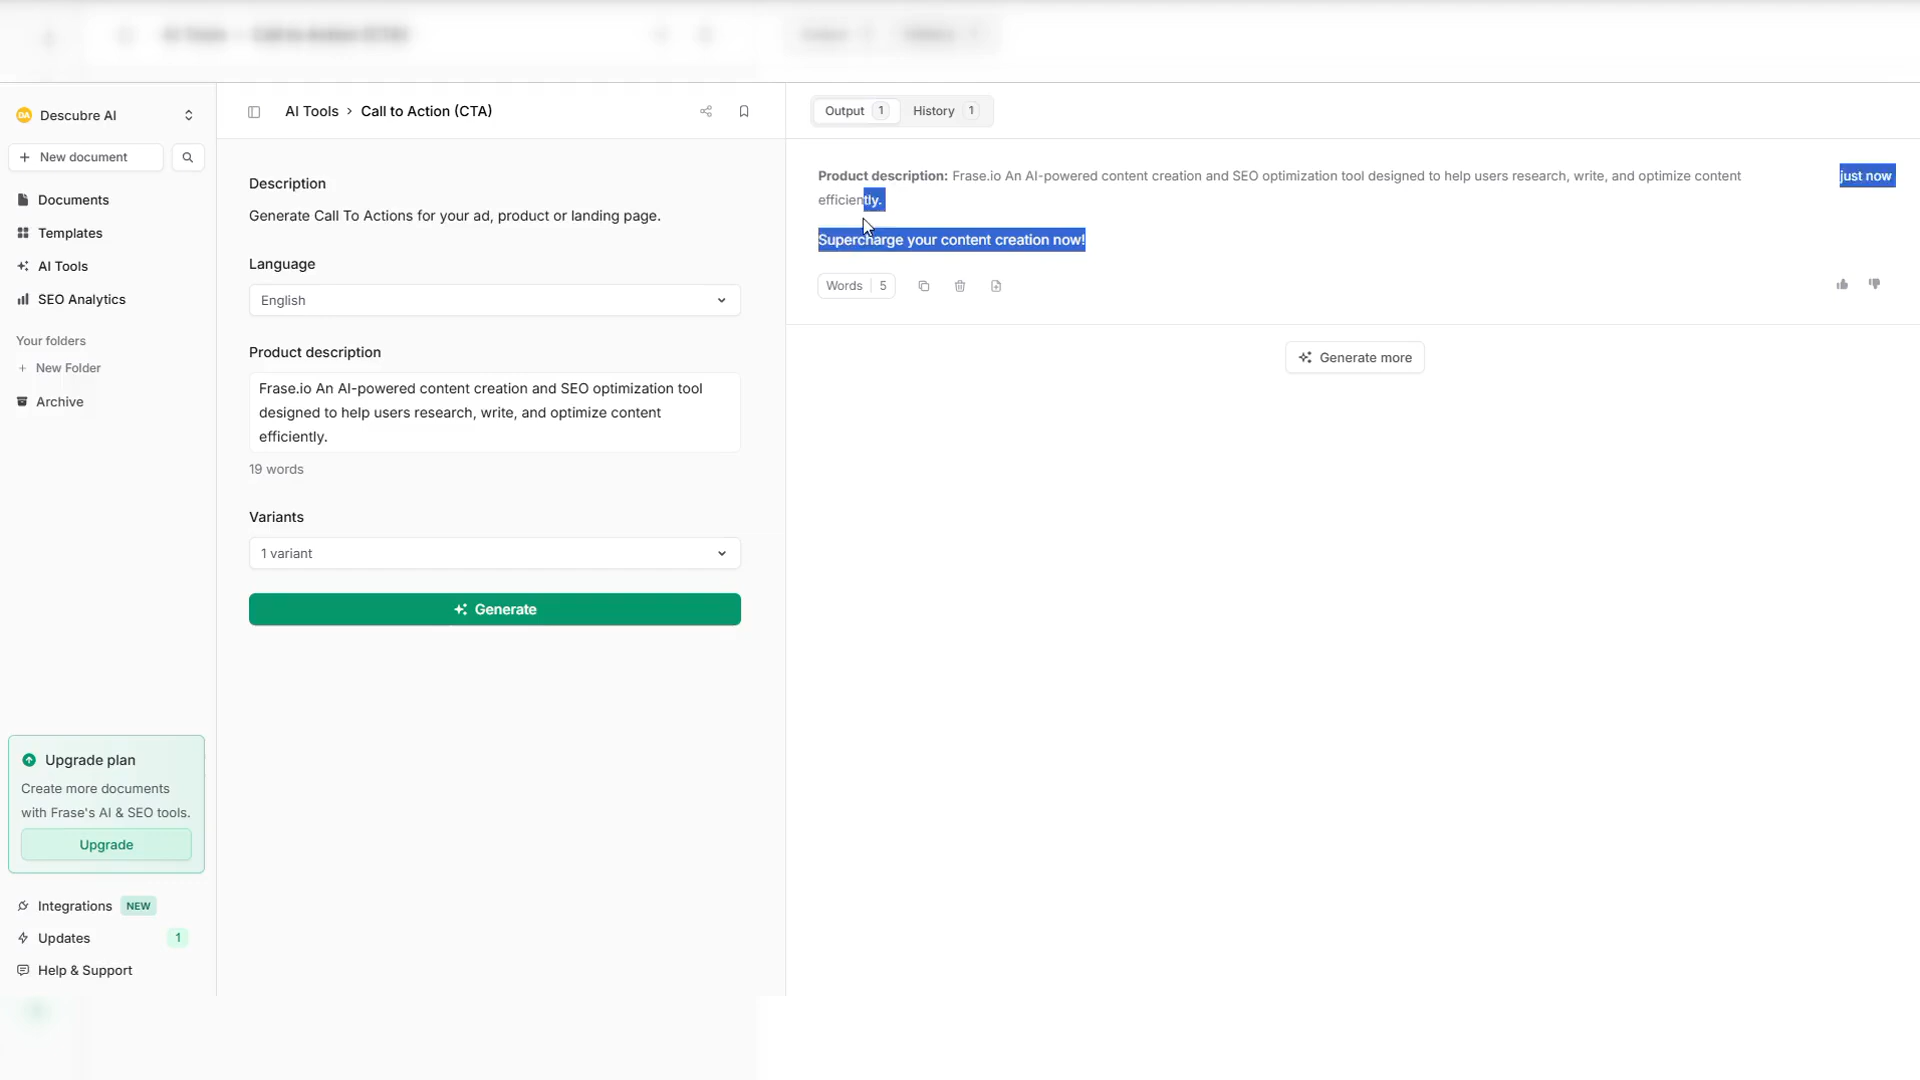 DA Descubre AI
New document
Documents
Templates
AI Tools
SEO Analytics
Your folders
New Folder
Archive
Upgrade plan
Create more documents
with Frase's AI & SEO tools.
Upgrade
Integrations NEW
Updates 1
Help & Support
AI Tools > Call to Action (CTA)
Description
Generate Call To Actions for your ad, product or landing page.
Language
English
Product description
Frase.io An AI-powered content creation and SEO optimization tool
designed to help users research, write, and optimize content
efficiently.
19 words
Variants
1 variant
Generate
Output 1 History 1
Product description: Frase.io An AI-powered content creation and SEO optimization tool designed to help users research, write, and optimize content just now
efficiently.
Supercharge your content creation now!
Words 5
Generate more